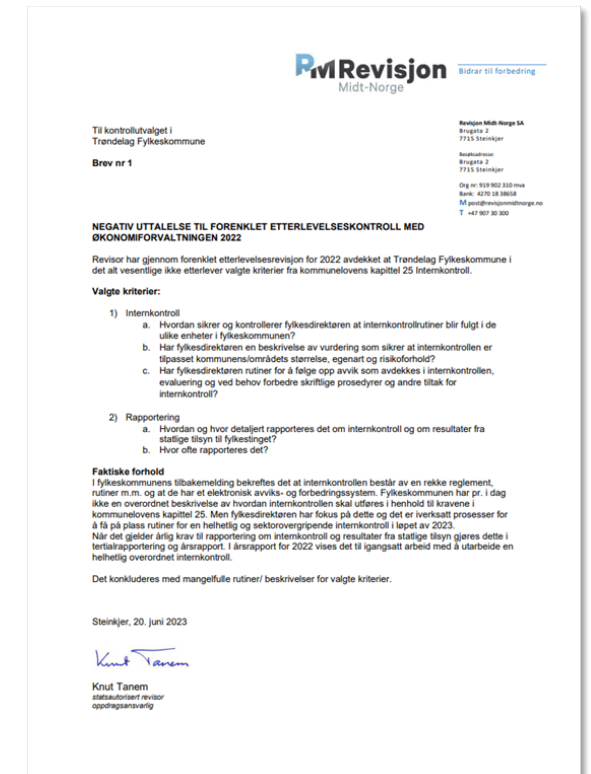 RM Revisjon
Midt-Norge
Bidrar til forbedring
Til kontrollutvalget i
Trøndelag Fylkeskommune
Brev nr 1
Revisjon Midt-Norge SA
Brugata 2
7715 Steinkjer
Besøksadresse:
Brugata 2
7715 Steinkjer
Org nr: 919 902 310 mva
Bank: 4270 18 38658
M post@revisjonmidtnorge.no
T +47 907 30 300
NEGATIV UTTALELSE TIL FORENKLET ETTERLEVELSESKONTROLL MED
ØKONOMIFORVALTNINGEN 2022
Revisor har gjennom forenklet etterlevelsesrevisjon for 2022 avdekket at Trøndelag Fylkeskommune i
det alt vesentlige ikke etterlever valgte kriterier fra kommunelovens kapittel 25 Internkontroll.
Valgte kriterier:
1) Internkontroll
a. Hvordan sikrer og kontrollerer fylkesdirektøren at internkontrollrutiner blir fulgt i de
ulike enheter i fylkeskommunen?
b. Har fylkesdirektøren en beskrivelse av vurdering som sikrer at internkontrollen er
tilpasset kommunens/områdets størrelse, egenart og risikoforhold?
c. Har fylkesdirektøren rutiner for å følge opp avvik som avdekkes i internkontrollen,
evaluering og ved behov forbedre skriftlige prosedyrer og andre tiltak for
internkontroll?
2) Rapportering
a. Hvordan og hvor detaljert rapporteres det om internkontroll og om resultater fra
statlige tilsyn til fylkestinget?
b. Hvor ofte rapporteres det?
Faktiske forhold
I fylkeskommunens tilbakemelding bekreftes det at internkontrollen består av en rekke reglement,
rutiner m.m. og at de har et elektronisk avviks- og forbedringssystem. Fylkeskommunen har pr. i dag
ikke en overordnet beskrivelse av hvordan internkontrollen skal utføres i henhold til kravene i
kommunelovens kapittel 25. Men fylkesdirektøren har fokus på dette og det er iverksatt prosesser for
å få på plass rutiner for en helhetlig og sektorovergripende internkontroll i løpet av 2023.
Når det gjelder årlig krav til rapportering om internkontroll og resultater fra statlige tilsyn gjøres dette i
tertialrapportering og årsrapport. I årsrapport for 2022 vises det til igangsatt arbeid med å utarbeide en
helhetlig overordnet internkontroll.
Det konkluderes med mangelfulle rutiner/ beskrivelser for valgte kriterier.
Steinkjer, 20. juni 2023
Knut Tanem
Knut Tanem
statsautorisert revisor
oppdragsansvarlig